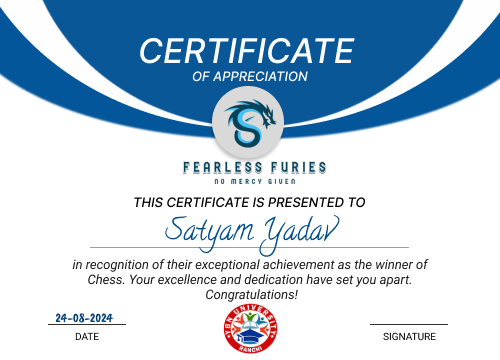 CERTIFICATE
OF APPRECIATION
FEARLESS FURIES
NO MERCY GIVEN
THIS CERTIFICATE IS PRESENTED TO
Satyam Yadav
in recognition of their exceptional achievement as the winner of
Chess. Your excellence and dedication have set you apart.
Congratulations!
24-08-2024
DATE
YBN UNIVERSITY
RANCHI
SIGNATURE